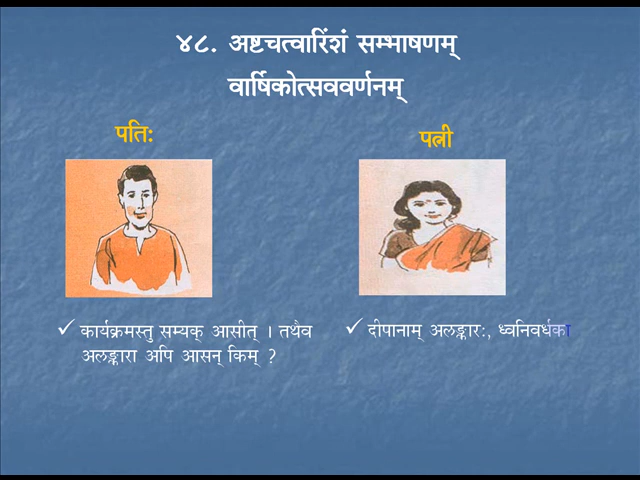 ४८. अष्टचत्वारिंशं सम्भाषणम्
वार्षिकोत्सववर्णनम्
पतिः
पत्नी
कार्यक्रमस्तु सम्यक् आसीत् । तथैव
अलङ्कारा अपि आसन् किम् ?
दीपानाम् अलङ्कारः, ध्वनिवर्धका